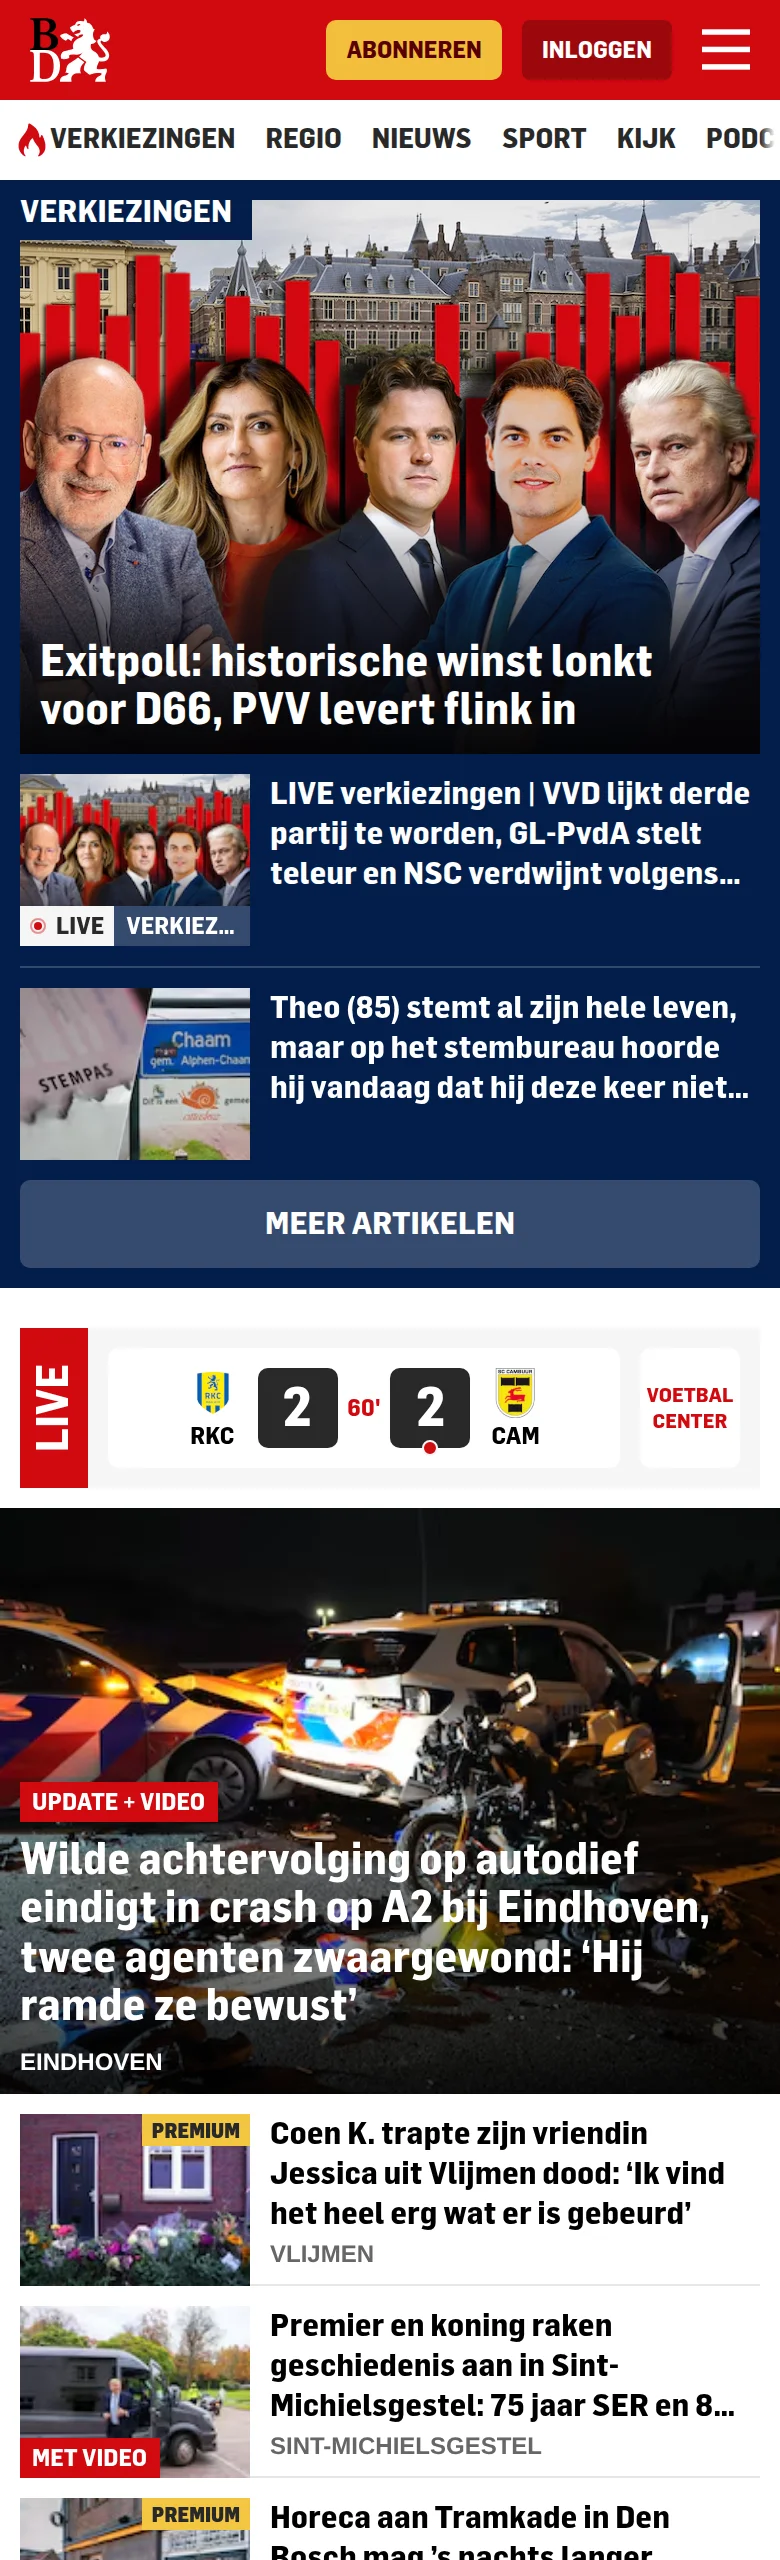 BD
ABONNEREN
INLOGGEN
VERKIEZINGEN REGIO NIEUWS SPORT KIJK PODC
VERKIEZINGEN
Exitpoll: historische winst lonkt
voor D66, PVV levert flink in
LIVE verkiezingen | VVD lijkt derde
partij te worden, GL-PvdA stelt
teleur en NSC verdwijnt volgens...
LIVE VERKIEZ...
Theo (85) stemt al zijn hele leven,
maar op het stembureau hoorde
hij vandaag dat hij deze keer niet...
STEMPAS
Chaam
gem. Alphen-Chaam
Dit is een gemee
MEER ARTIKELEN
LIVE
RKC
RKC
2
60'
2
SC CAMBUUR
CAM
VOETBAL
CENTER
UPDATE + VIDEO
Wilde achtervolging op autodief
eindigt in crash op A2 bij Eindhoven,
twee agenten zwaargewond: ‘Hij
ramde ze bewust’
EINDHOVEN
PREMIUM
Coen K. trapte zijn vriendin
Jessica uit Vlijmen dood: ‘Ik vind
het heel erg wat er is gebeurd’
VLIJMEN
Premier en koning raken
geschiedenis aan in Sint-
Michielsgestel: 75 jaar SER en 8...
MET VIDEO
SINT-MICHIELSGESTEL
PREMIUM
Horeca aan Tramkade in Den
Bosch mag ’s nachts langer